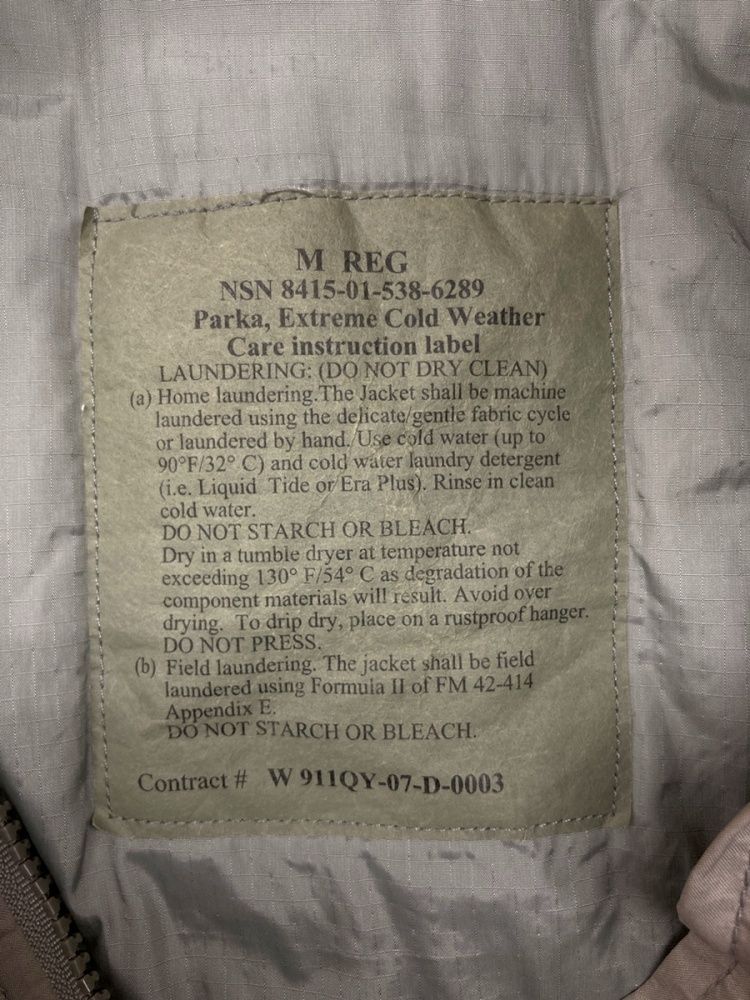 M REG
NSN 8415-01-538-6289
Parka, Extreme Cold Weather
Care instruction label
LAUNDERING: (DO NOT DRY CLEAN)
(a) Home laundering.The Jacket shall be machine
laundered using the delicate/gentle fabric cycle
or laundered by hand. Use cold water (up to
90°F/32° C) and cold water laundry detergent
(i.e. Liquid Tide or Era Plus). Rinse in clean
cold water.
DO NOT STARCH OR BLEACH.
Dry in a tumble dryer at temperature not
exceeding 130° F/54° C as degradation of the
component materials will result. Avoid over
drying. To drip dry, place on a rustproof hanger.
DO NOT PRESS.
(b) Field laundering. The jacket shall be field
laundered using Formula II of FM 42-414
Appendix E.
DO NOT STARCH OR BLEACH.
Contract # W 911QY-07-D-0003